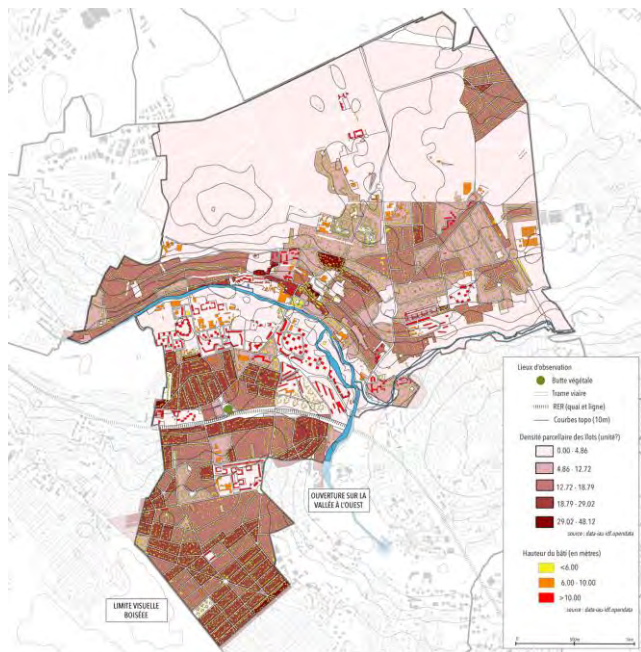 OUVERTURE SUR LA
VALLÉE À L'OUEST
LIMITE VISUELLE
BOISÉEE
Lieux d'observation
Butte végétale
Trame viaire
RER (quai et ligne)
Courbes topo (10m)
Densité parcellaire des îlots (unité?)
0.00 - 4.86
4.86 - 12.72
12.72 - 18.79
18.79 - 29.02
29.02 - 48.12
source : data-iau-idf.opendata
Hauteur du bâti (en mètres)
<6.00
6.00 - 10.00
>10.00
source : data-iau-idf.opendata
0